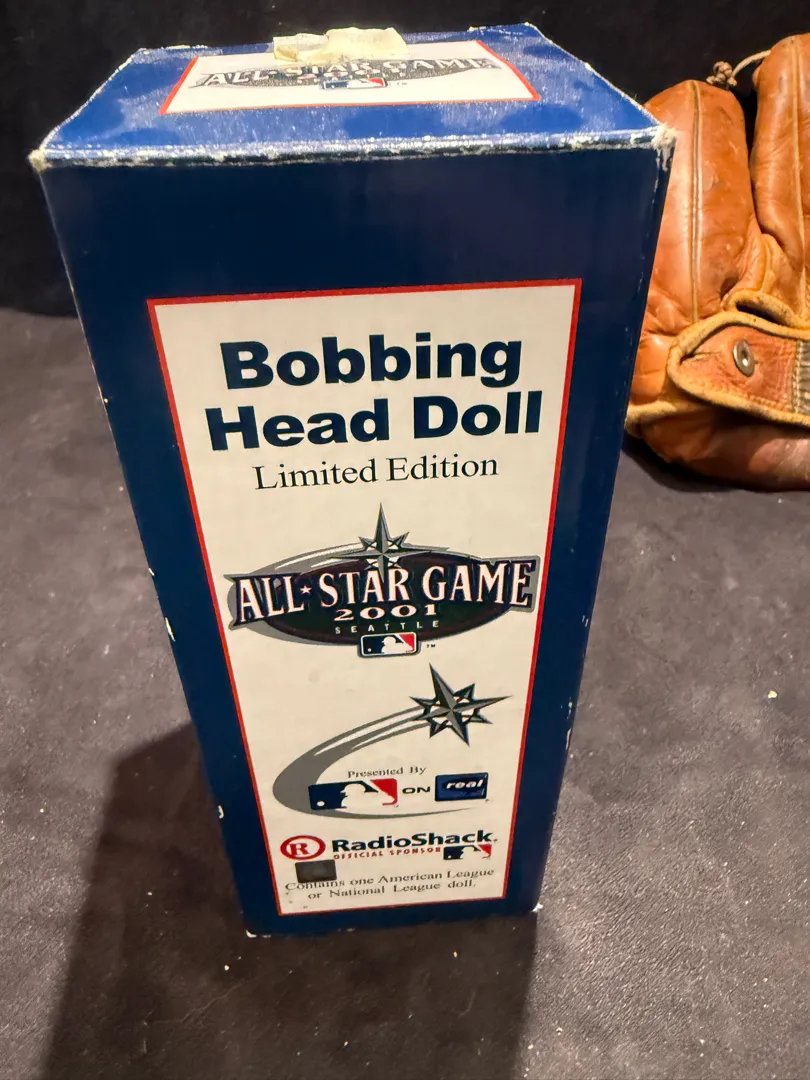 ALL★STAR GAME
Bobbing
Head Doll
Limited Edition
ALL★STAR GAME
2001
SEATTLE
TM
Presented By
ON real
R RadioShack.
OFFICIAL SPONSOR
Contains one American League
or National League doll.